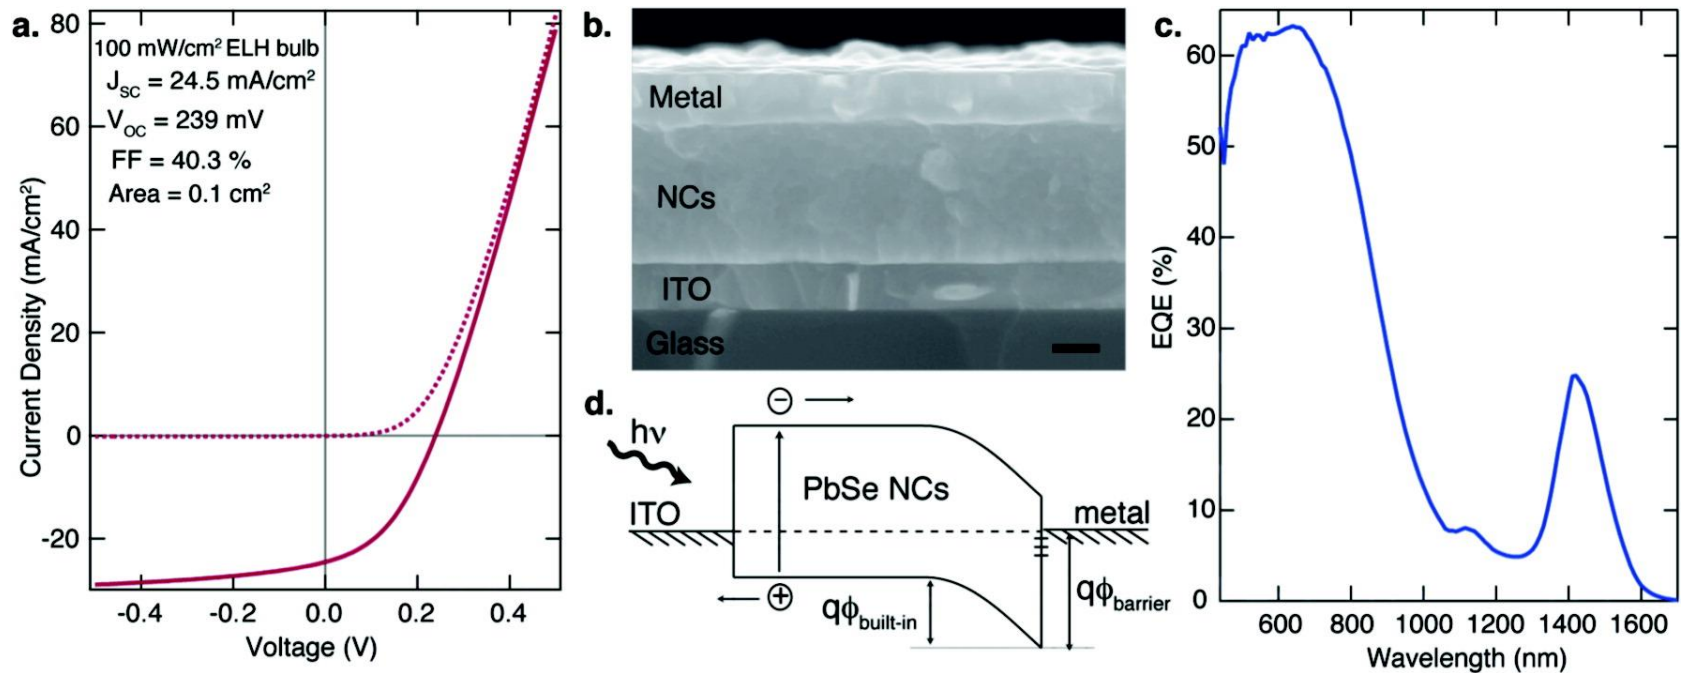 a.
100 mW/cm² ELH bulb
J_SC = 24.5 mA/cm²
V_OC = 239 mV
FF = 40.3 %
Area = 0.1 cm²
80
60
40
20
0
-20
Current Density (mA/cm²)
-0.4 -0.2 0.0 0.2 0.4
Voltage (V)
b.
Metal
NCs
ITO
Glass
c.
60
50
40
30
20
10
0
EQE (%)
600 800 1000 1200 1400 1600
Wavelength (nm)
d.
−
hν
PbSe NCs
ITO
metal
+
qϕbuilt-in
qϕbarrier